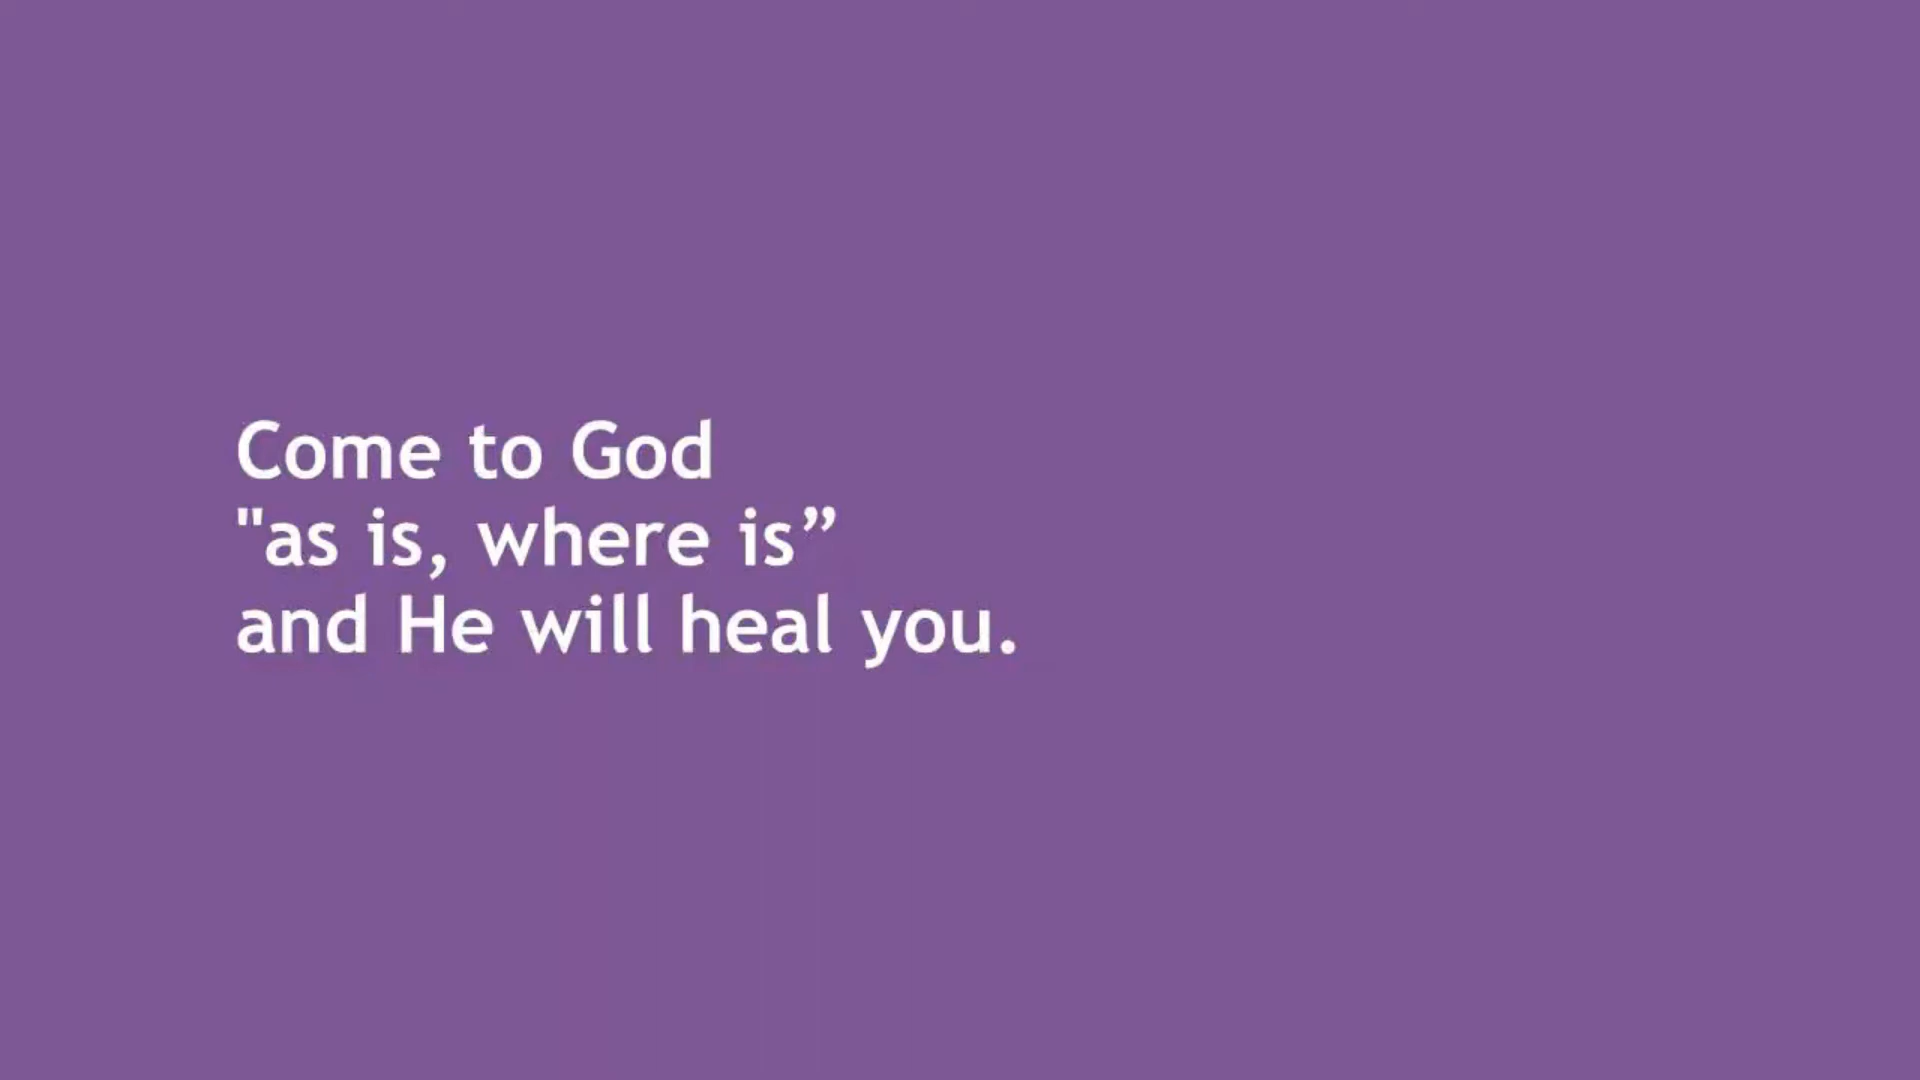 Come to God
"as is, where is”
and He will heal you.